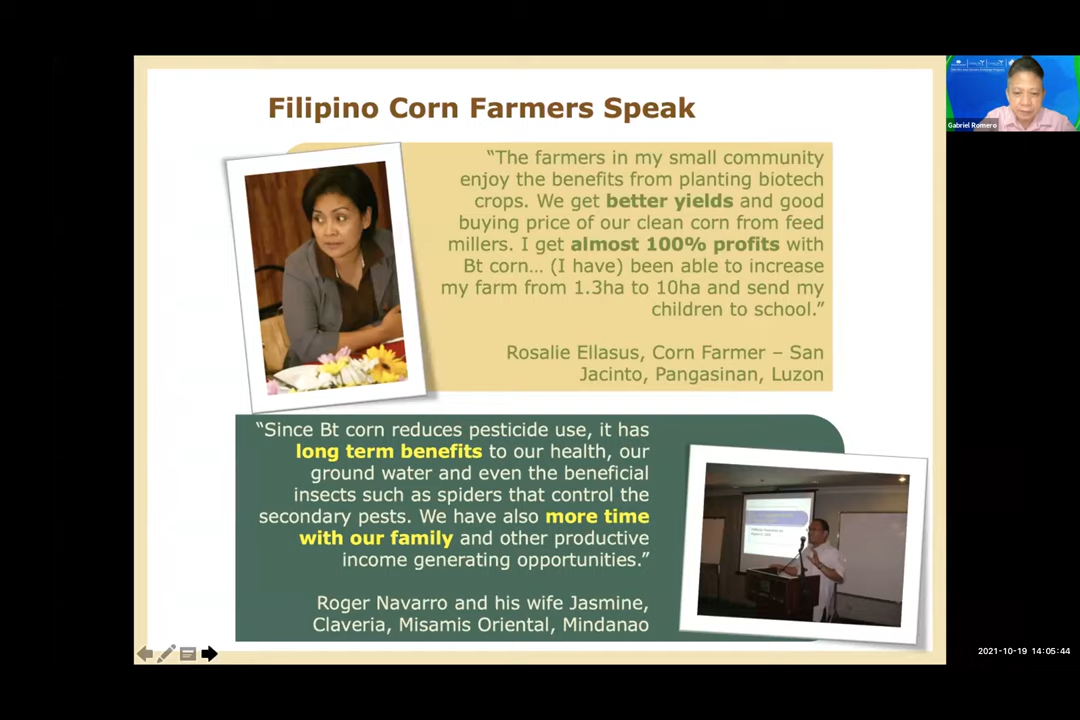 Filipino Corn Farmers Speak
“The farmers in my small community
enjoy the benefits from planting biotech
crops. We get better yields and good
buying price of our clean corn from feed
millers. I get almost 100% profits with
Bt corn… (I have) been able to increase
my farm from 1.3ha to 10ha and send my
children to school.”
Rosalie Ellasus, Corn Farmer – San
Jacinto, Pangasinan, Luzon
“Since Bt corn reduces pesticide use, it has
long term benefits to our health, our
ground water and even the beneficial
insects such as spiders that control the
secondary pests. We have also more time
with our family and other productive
income generating opportunities.”
Roger Navarro and his wife Jasmine,
Claveria, Misamis Oriental, Mindanao
Gabriel Romero
2021-10-19 14:05:44